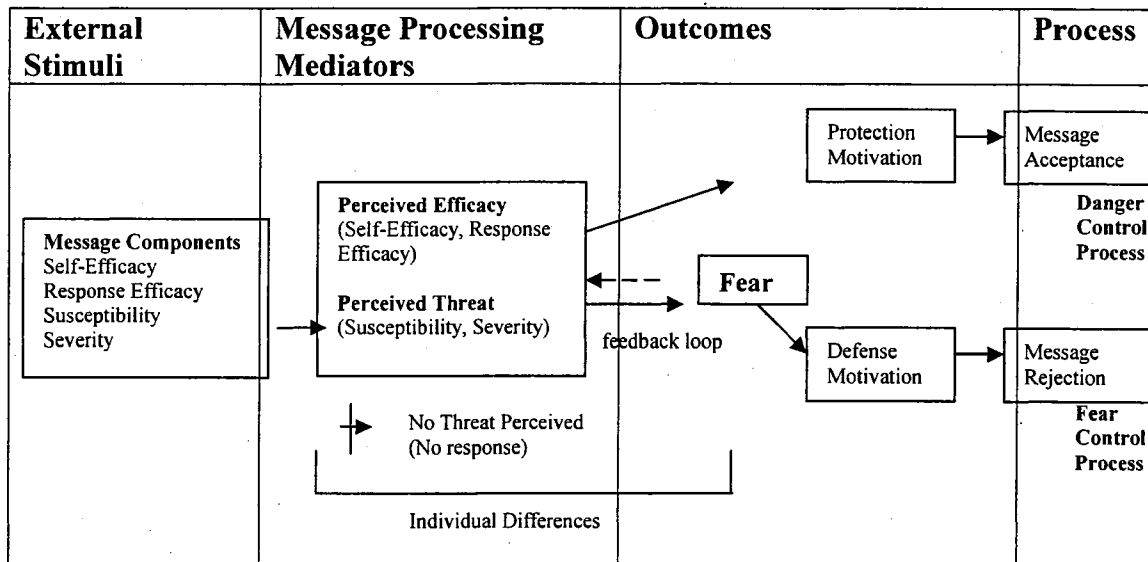 External
Stimuli
Message Processing
Mediators
Outcomes
Process
Message Components
Self-Efficacy
Response Efficacy
Susceptibility
Severity
Perceived Efficacy
(Self-Efficacy, Response
Efficacy)
Perceived Threat
(Susceptibility, Severity)
No Threat Perceived
(No response)
Individual Differences
feedback loop
Fear
Protection
Motivation
Defense
Motivation
Message
Acceptance
Danger
Control
Process
Message
Rejection
Fear
Control
Process